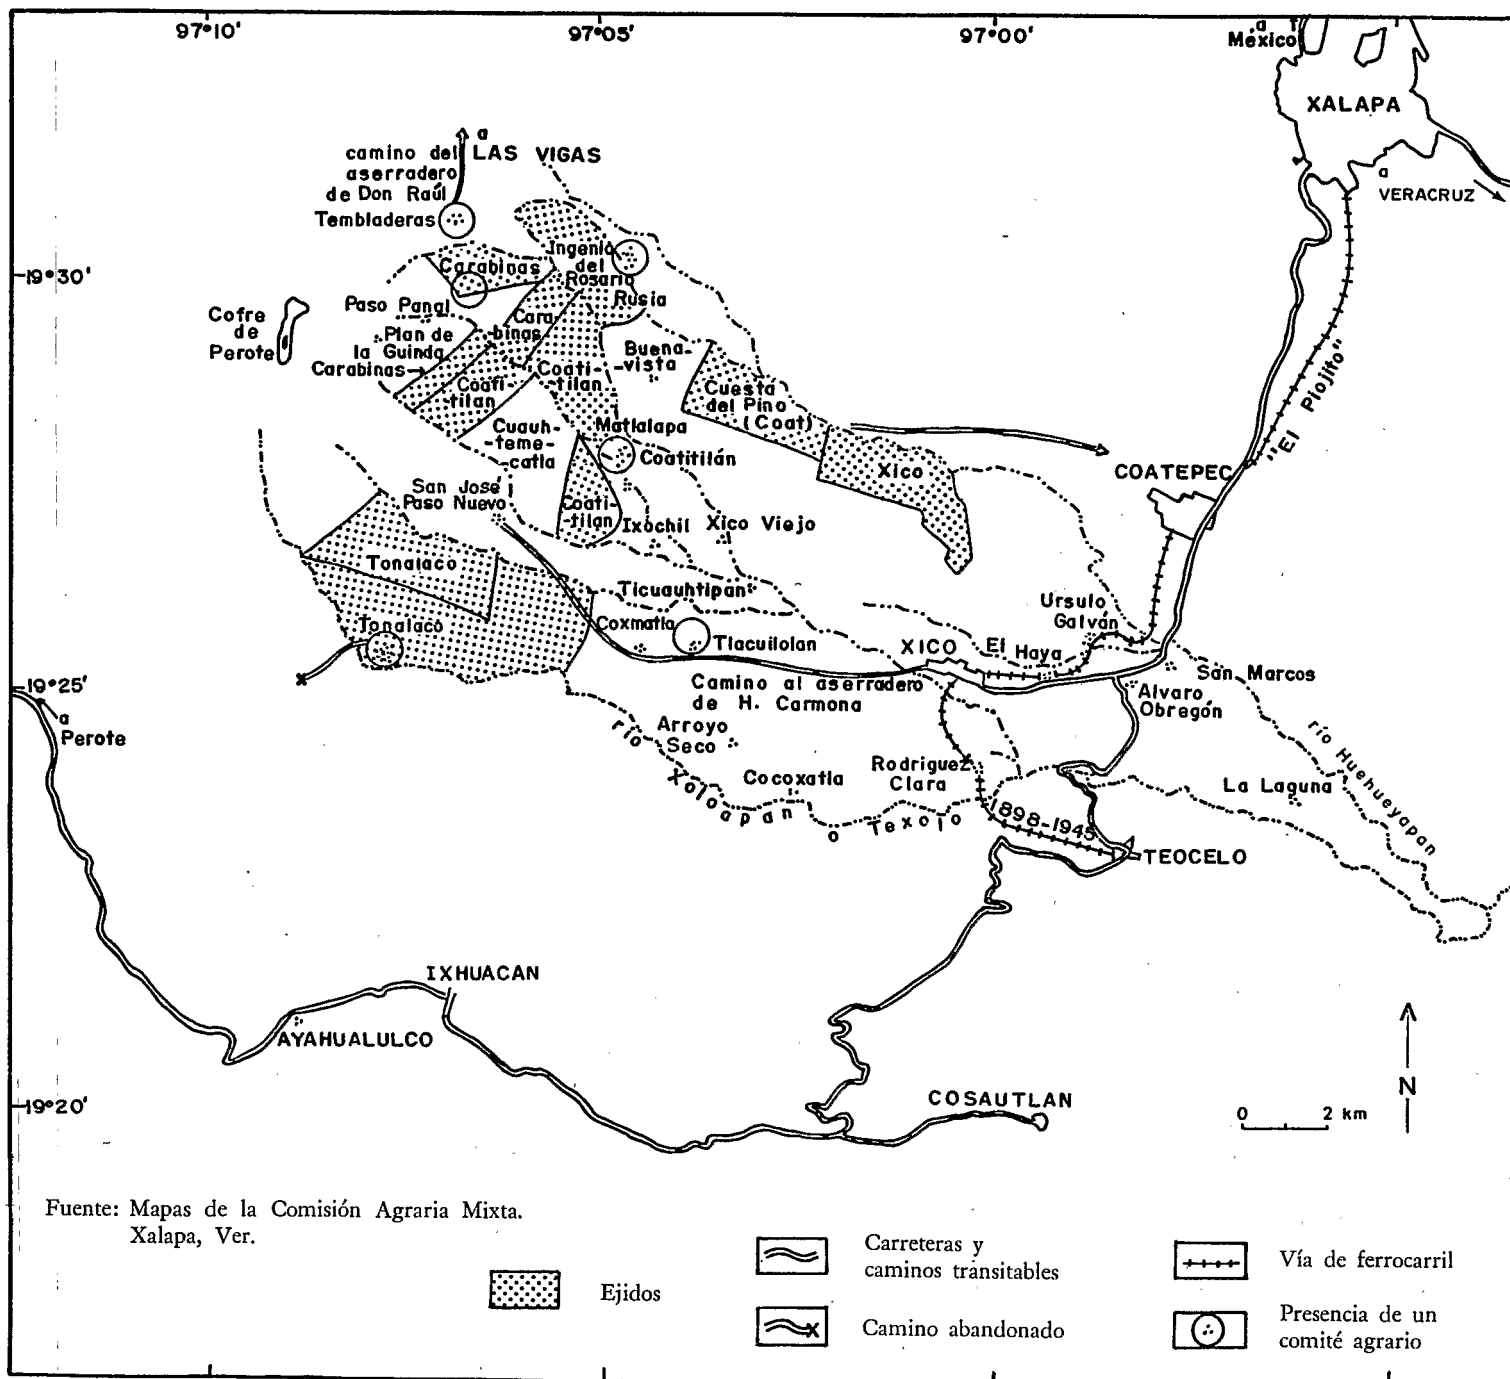 97°10'
97°05'
97°00'
a
México
XALAPA
a
VERACRUZ
a
LAS VIGAS
camino del
aserradero
de Don Raúl
Tembladeras
19°30'
Carabinas
Ingenio
del
Rosario
Rusia
Paso Panal
Cofre
de
Perote
Plan de
la Guinda
Carabinas
Cara-
-binas
Coati-
-tilan
Coati-
-tilan
Buena-
-vista
Cuesta
del Pino
(Coat)
Xico
Cuauh-
-teme-
-catla
Matlalapa
Coatitilán
"El Piojito"
COATEPEC
San José
Paso Nuevo
Coati-
-tilan
Ixochil
Xico Viejo
Tonalaco
Ticuauhtipan
Ursulo
Galván
Tonalaco
Coxmatla
Tlacuilolan
XICO
El Haya
San Marcos
19°25'
a
Perote
Camino al aserradero
de H. Carmona
Alvaro
Obregón
Arroyo
Seco
río Xoloapan o Texolo
Cocoxatla
Rodriguez
Clara
río Huehueyapan
La Laguna
1898-1945
TEOCELO
IXHUACAN
AYAHUALULCO
N
19°20'
COSAUTLAN
0 2 km
Fuente: Mapas de la Comisión Agraria Mixta.
Xalapa, Ver.
Ejidos
Carreteras y
caminos transitables
Camino abandonado
Vía de ferrocarril
Presencia de un
comité agrario